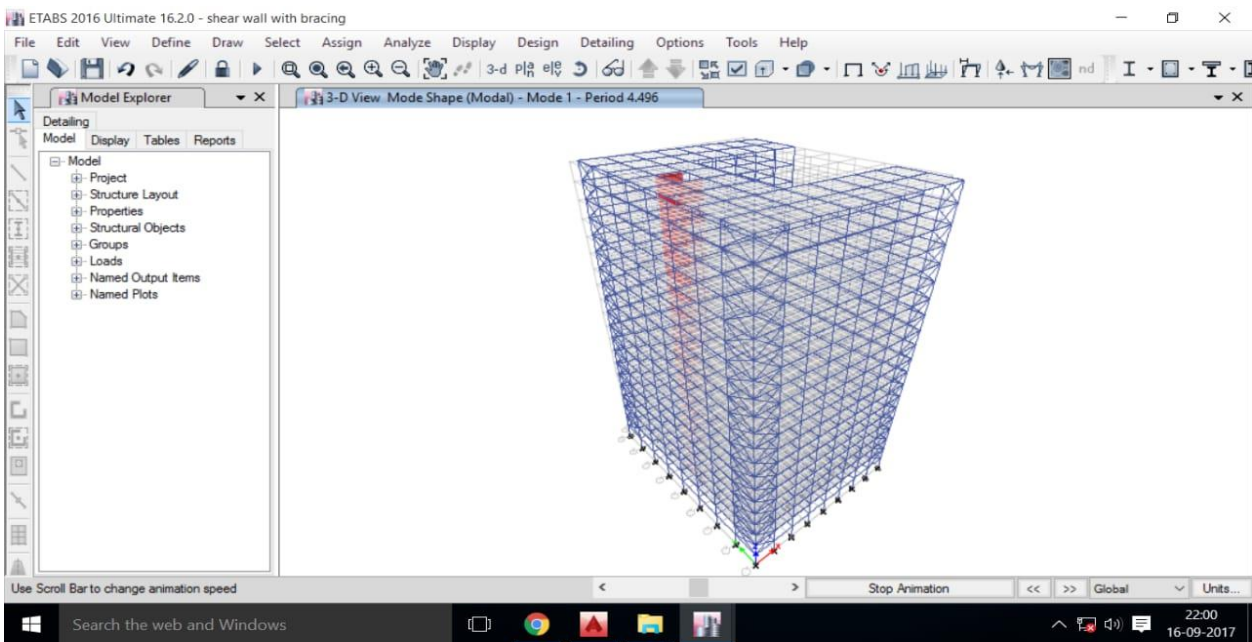 ETABS 2016 Ultimate 16.2.0 - shear wall with bracing
File Edit View Define Draw Select Assign Analyze Display Design Detailing Options Tools Help
3-d nd
Model Explorer
3-D View Mode Shape (Modal) - Mode 1 - Period 4.496
Detailing
Model Display Tables Reports
Model
Project
Structure Layout
Properties
Structural Objects
Groups
Loads
Named Output Items
Named Plots
Use Scroll Bar to change animation speed
Stop Animation << >> Global Units...
Search the web and Windows
22:00
16-09-2017